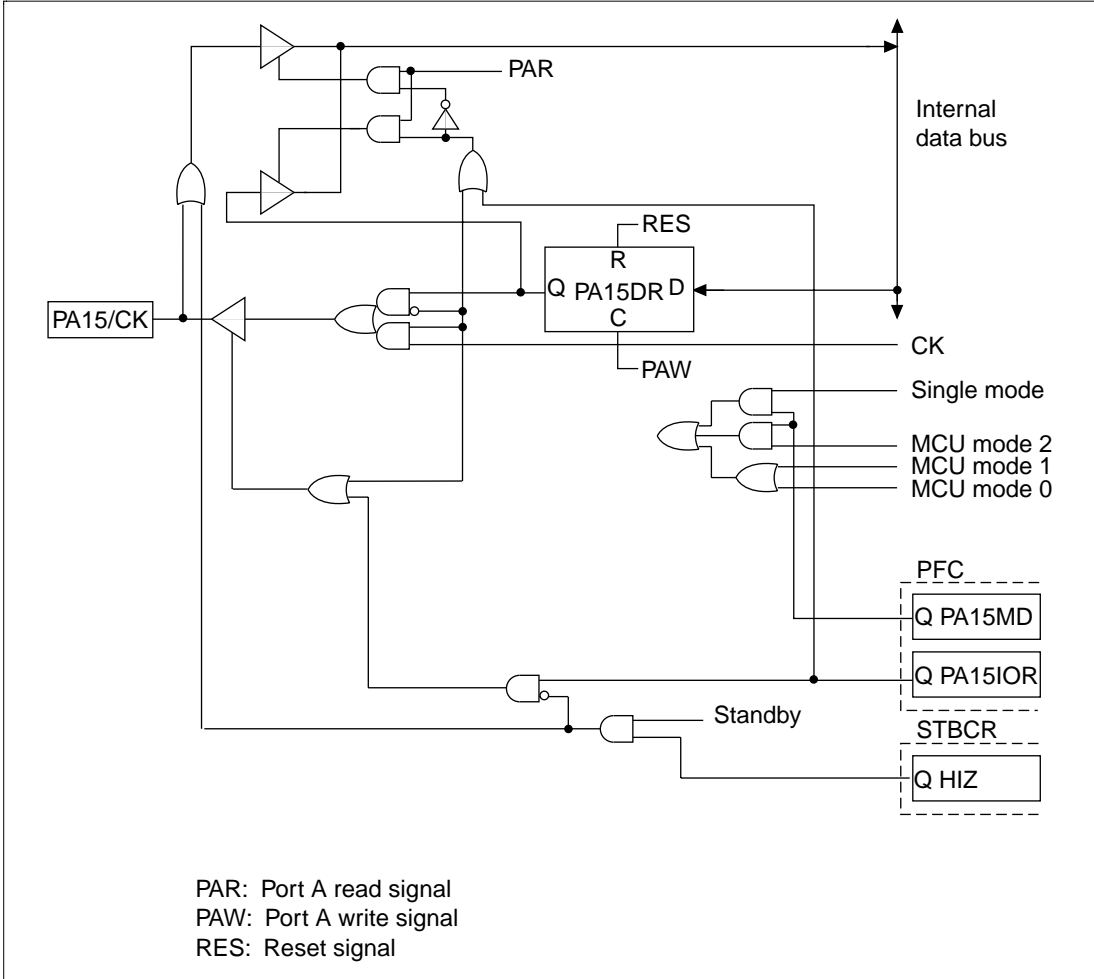 PAR
Internal
data bus
RES
R
Q PA15DR D
C
PA15/CK
PAW
CK
Single mode
MCU mode 2
MCU mode 1
MCU mode 0
PFC
Q PA15MD
Q PA15IOR
Standby
STBCR
Q HIZ
PAR: Port A read signal
PAW: Port A write signal
RES: Reset signal